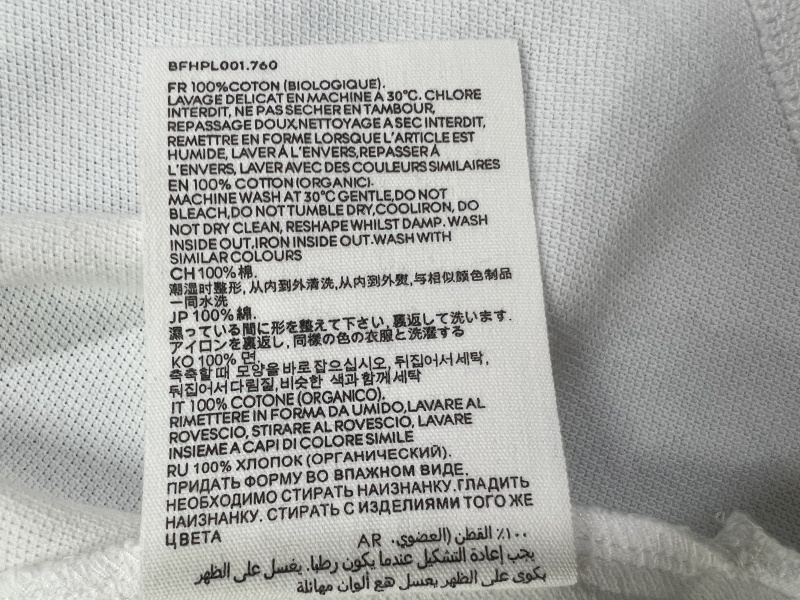 BFHPL001.760
FR 100%COTON (BIOLOGIQUE).
LAVAGE DELICAT EN MACHINE A 30°C. CHLORE
INTERDIT, NE PAS SECHER EN TAMBOUR,
REPASSAGE DOUX,NETTOYAGE A SEC INTERDIT,
REMETTRE EN FORME LORSQUE L'ARTICLE EST
HUMIDE, LAVER À L'ENVERS,REPASSER À
L'ENVERS, LAVER AVEC DES COULEURS SIMILAIRES
EN 100% COTTON (ORGANIC).
MACHINE WASH AT 30°C GENTLE,DO NOT
BLEACH,DO NOT TUMBLE DRY,COOLIRON, DO
NOT DRY CLEAN, RESHAPE WHILST DAMP. WASH
INSIDE OUT,IRON INSIDE OUT.WASH WITH
SIMILAR COLOURS
CH 100% 棉.
潮湿时整形,从内到外清洗,从内到外熨,与相似颜色制品
一同水洗
JP 100% 綿.
濕っている間に形を整えて下さい, 裏返して洗います.
アイロンを裏返し, 同様の色の衣服と洗濯する
KO 100% 면.
축축할 때 모양을 바로 잡으십시오, 뒤집어서 세탁,
뒤집어서 다림질,비슷한 색과 함께 세탁
IT 100% COTONE (ORGANICO).
RIMETTERE IN FORMA DA UMIDO,LAVARE AL
ROVESCIO, STIRARE AL ROVESCIO, LAVARE
INSIEME A CAPI DI COLORE SIMILE
RU 100% ХЛОПОК (ОРГАНИЧЕСКИЙ).
ПРИДАТЬ ФОРМУ ВО ВПАЖНОМ ВИДЕ.
НЕОБХОДИМО СТИРАТЬ НАИЗНАНКУ.ГЛАДИТЬ
НАИЗНАНКУ. СТИРАТЬ С ИЗДЕЛИЯМИ ТОГО ЖЕ
ЦВЕТА
AR ١٠٠٪ القطن (العضوي).
يجب إعادة التشكيل عندما يكون رطبا. يغسل على الظهر
يكوى على الظهر يغسل مع ألوان مماثلة